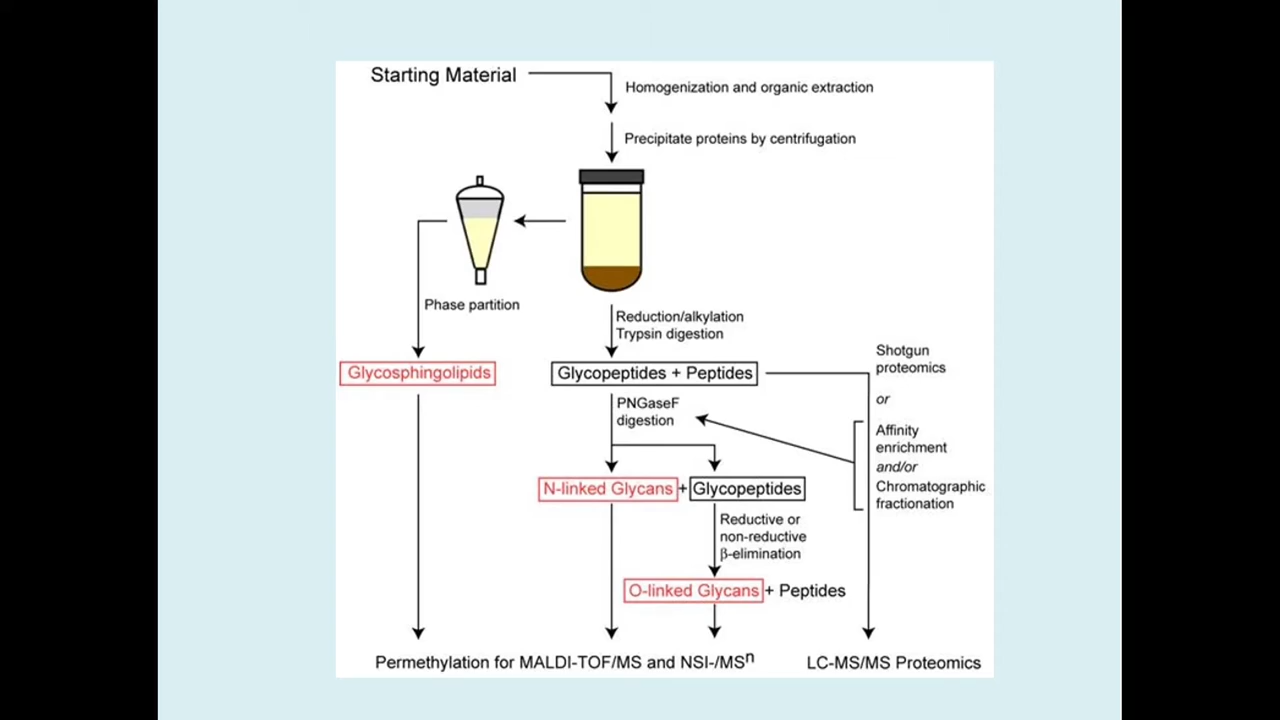 Starting Material
Homogenization and organic extraction
Precipitate proteins by centrifugation
Phase partition
Reduction/alkylation
Trypsin digestion
Glycosphingolipids
Glycopeptides + Peptides
Shotgun
proteomics
or
Affinity
enrichment
and/or
Chromatographic
fractionation
PNGaseF
digestion
N-linked Glycans + Glycopeptides
Reductive or
non-reductive
β-elimination
O-linked Glycans + Peptides
Permethylation for MALDI-TOF/MS and NSI-/MSⁿ
LC-MS/MS Proteomics